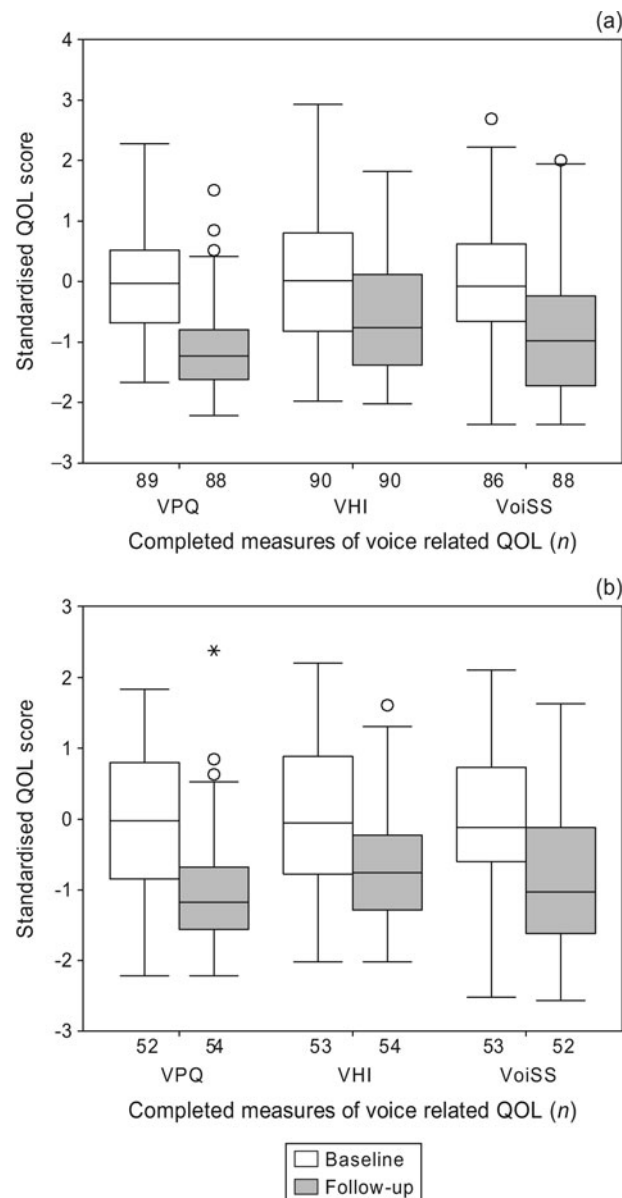 (a)
4
3
2
1
0
–1
–2
–3
Standardised QOL score
89 88 90 90 86 88
VPQ VHI VoiSS
Completed measures of voice related QOL (n)
(b)
3
2
1
0
-1
-2
-3
Standardised QOL score
52 54 53 54 53 52
VPQ VHI VoiSS
Completed measures of voice related QOL (n)
Baseline
Follow-up